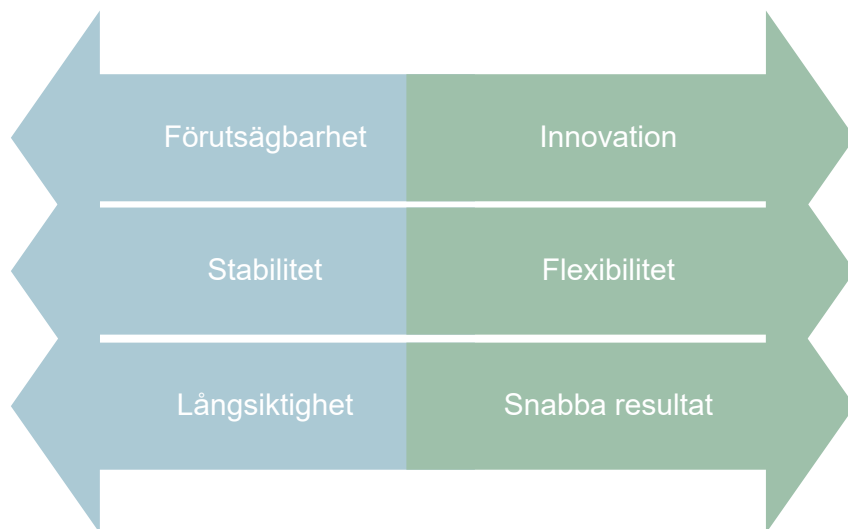 Förutsägbarhet
Innovation
Stabilitet
Flexibilitet
Långsiktighet
Snabba resultat